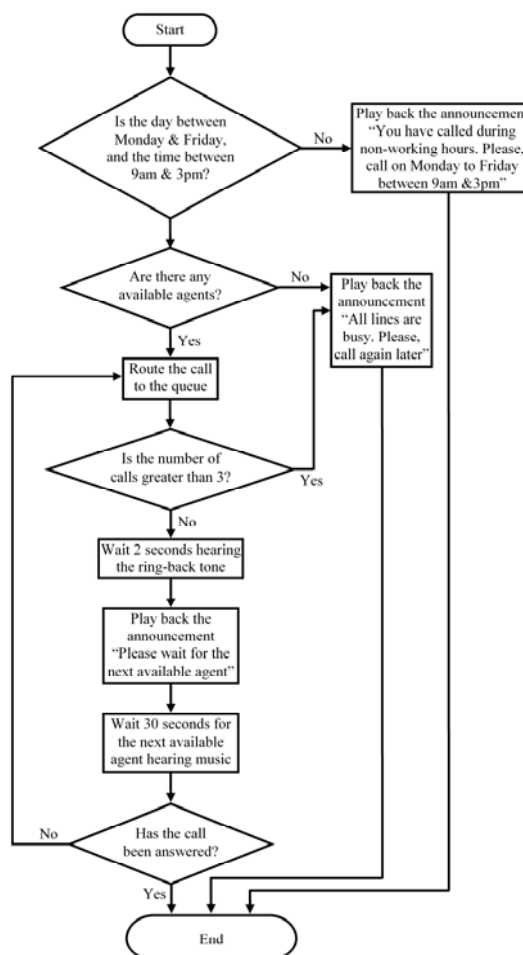 Start
Is the day between
Monday & Friday,
and the time between
9am & 3pm?
No
Play back the announcement
“You have called during
non-working hours. Please,
call on Monday to Friday
between 9am &3pm”
Are there any
available agents?
No
Play back the
announcement
“All lines are
busy. Please,
call again later”
Yes
Route the call
to the queue
Is the number of
calls greater than 3?
Yes
No
Wait 2 seconds hearing
the ring-back tone
Play back the
announcement
“Please wait for the
next available agent”
Wait 30 seconds for
the next available
agent hearing music
No
Has the call
been answered?
Yes
End